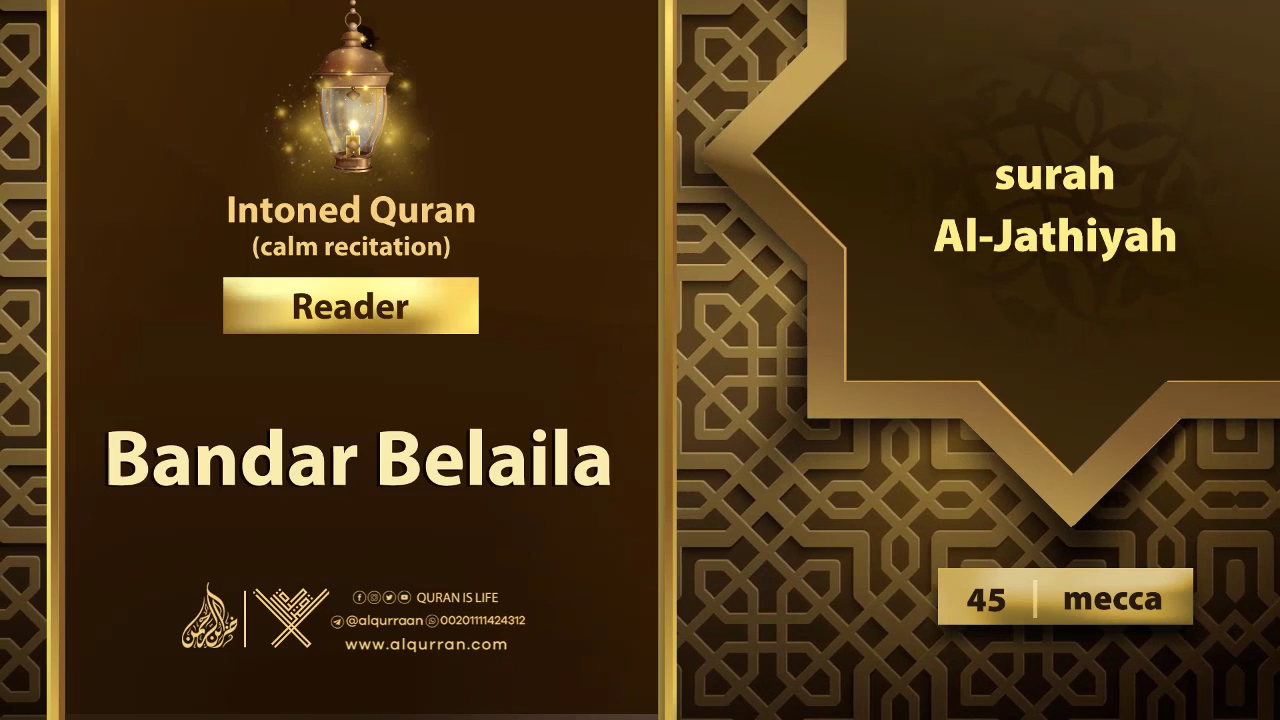 Intoned Quran
(calm recitation)
Reader
Bandar Belaila
QURAN IS LIFE
@alqurraan 00201111424312
www.alqurran.com
surah
Al-Jathiyah
45 | mecca